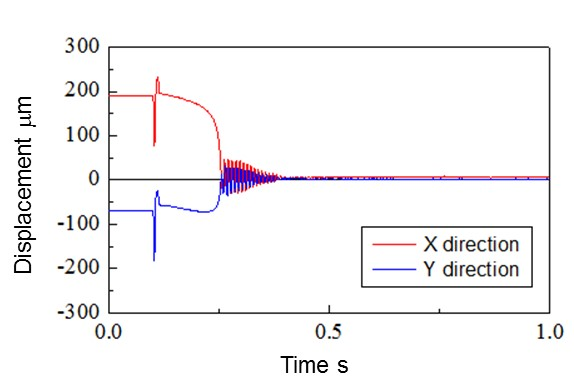 300
200
100
0
-100
-200
-300
Displacement μm
X direction
Y direction
0.0 0.5 1.0
Time s